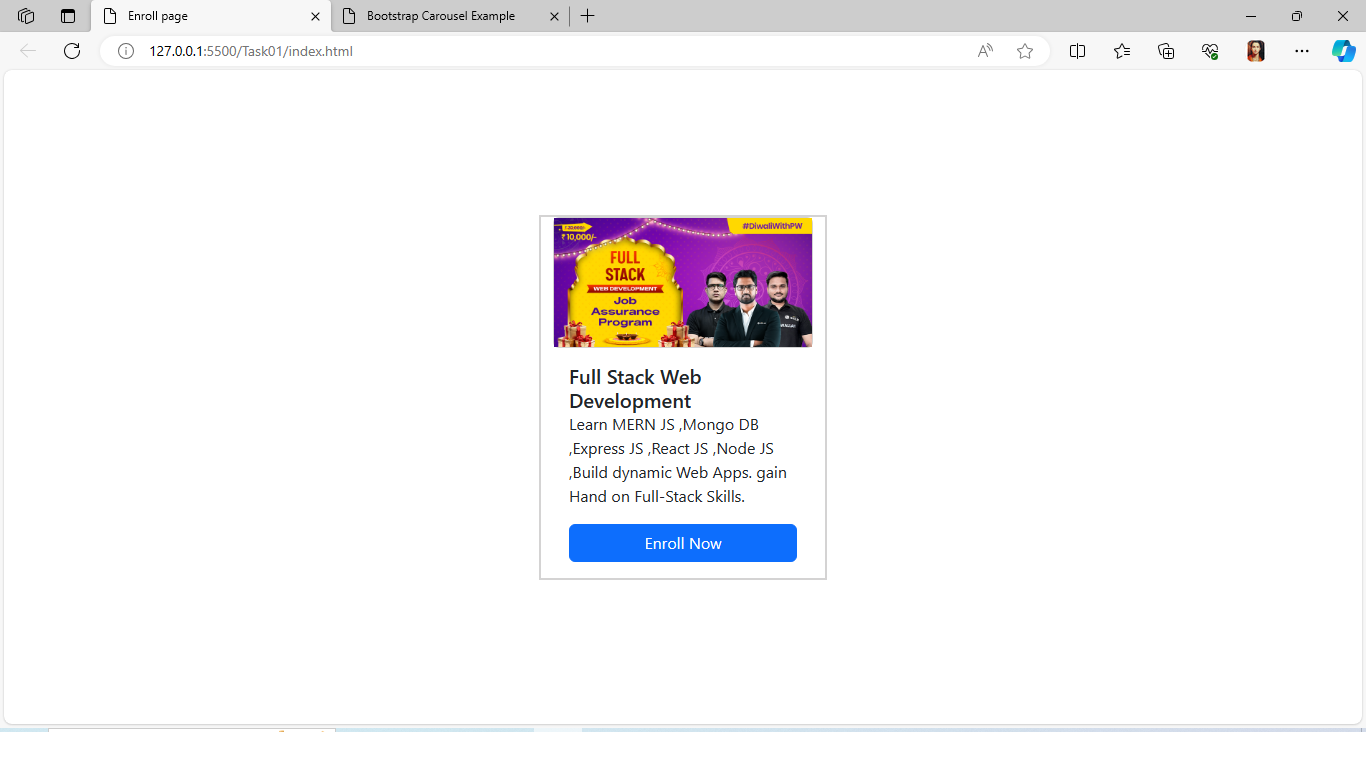 Enroll page
Bootstrap Carousel Example
127.0.0.1:5500/Task01/index.html
#DiwaliWithPW
₹10,000/-
FULL
STACK
WEB DEVELOPMENT
Job
Assurance
Program
Full Stack Web
Development
Learn MERN JS ,Mongo DB
,Express JS ,React JS ,Node JS
,Build dynamic Web Apps. gain
Hand on Full-Stack Skills.
Enroll Now